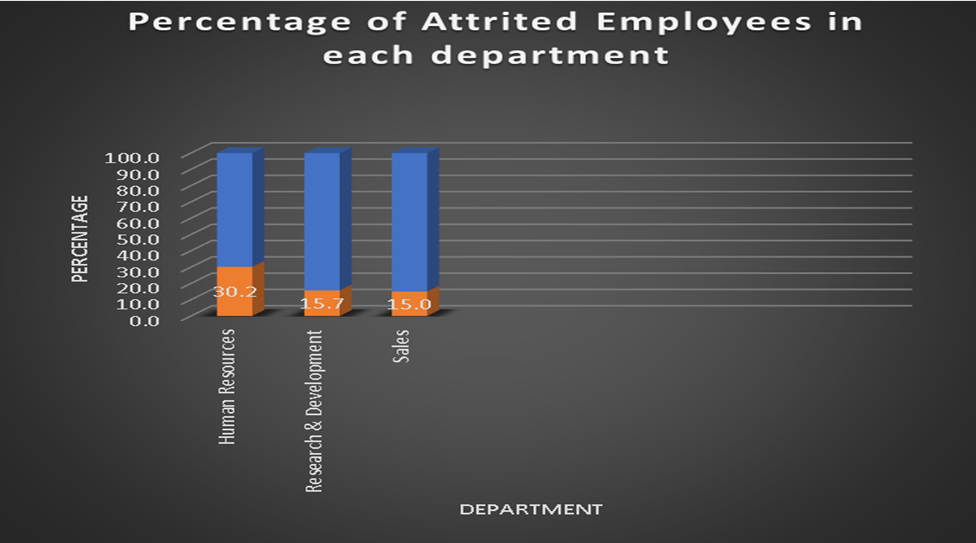 Percentage of Attrited Employees in
each department
PERCENTAGE
100.0
90.0
80.0
70.0
60.0
50.0
40.0
30.0
20.0
10.0
0.0
30.2
15.7
15.0
Human Resources
Research & Development
Sales
DEPARTMENT